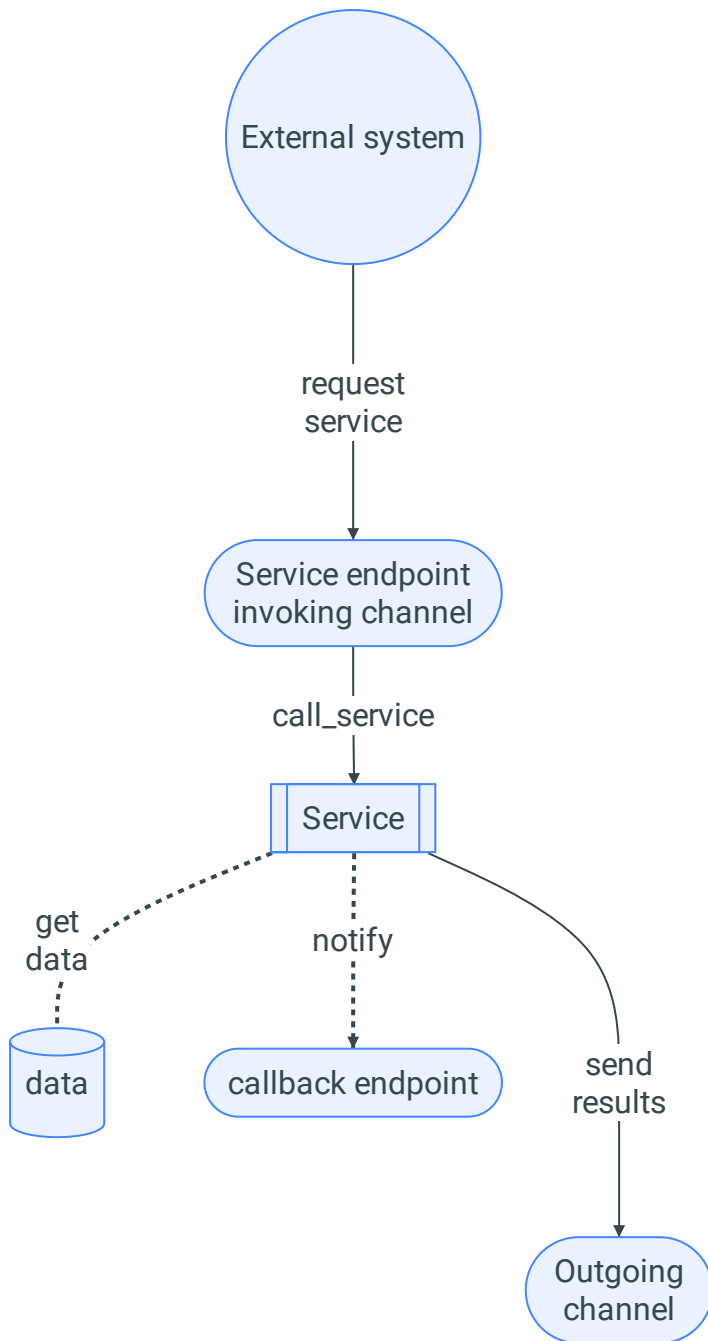 External system
request
service
Service endpoint
invoking channel
call_service
Service
get
data
notify
data
callback endpoint
send
results
Outgoing
channel